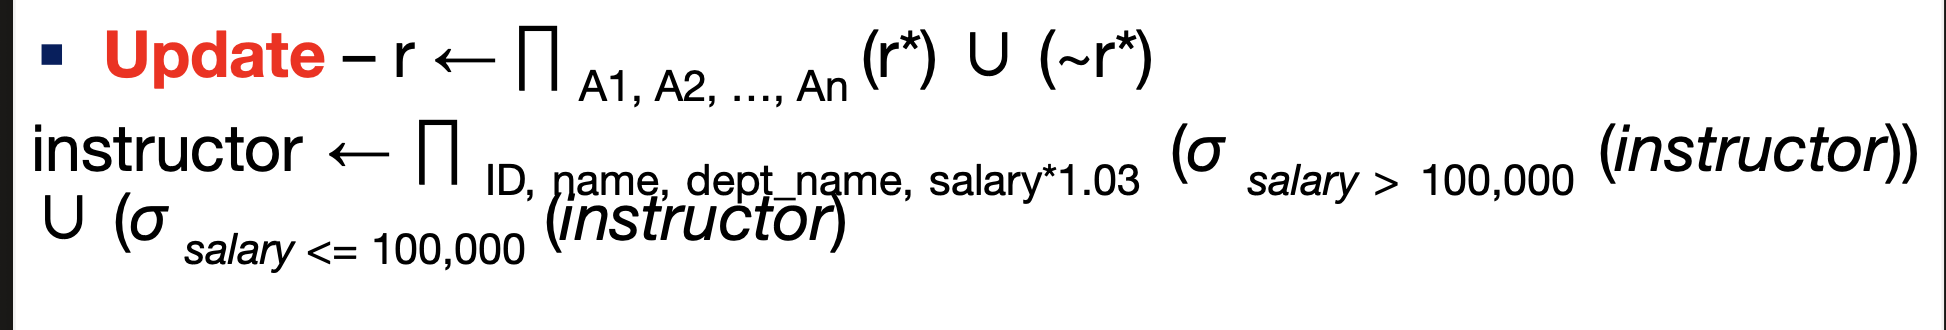 ▪ Update – r ← ∏ A1, A2, …, An (r*) ∪ (~r*)
instructor ← ∏ ID, name, dept_name, salary*1.03 (σ salary > 100,000 (instructor))
∪ (σ salary <= 100,000 (instructor)